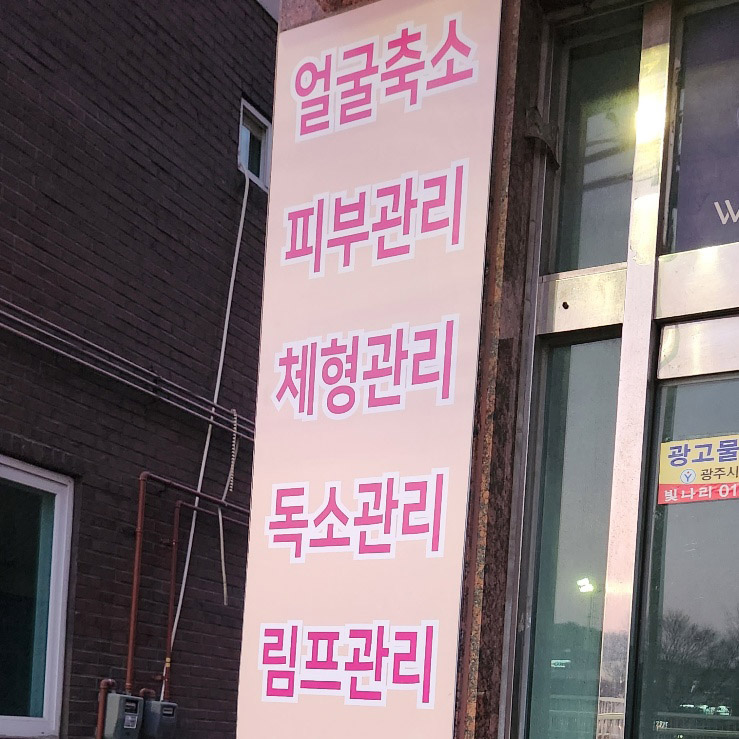 얼굴축소
피부관리
체형관리
독소관리
림프관리
W
광고물
광주시
빛나라 01